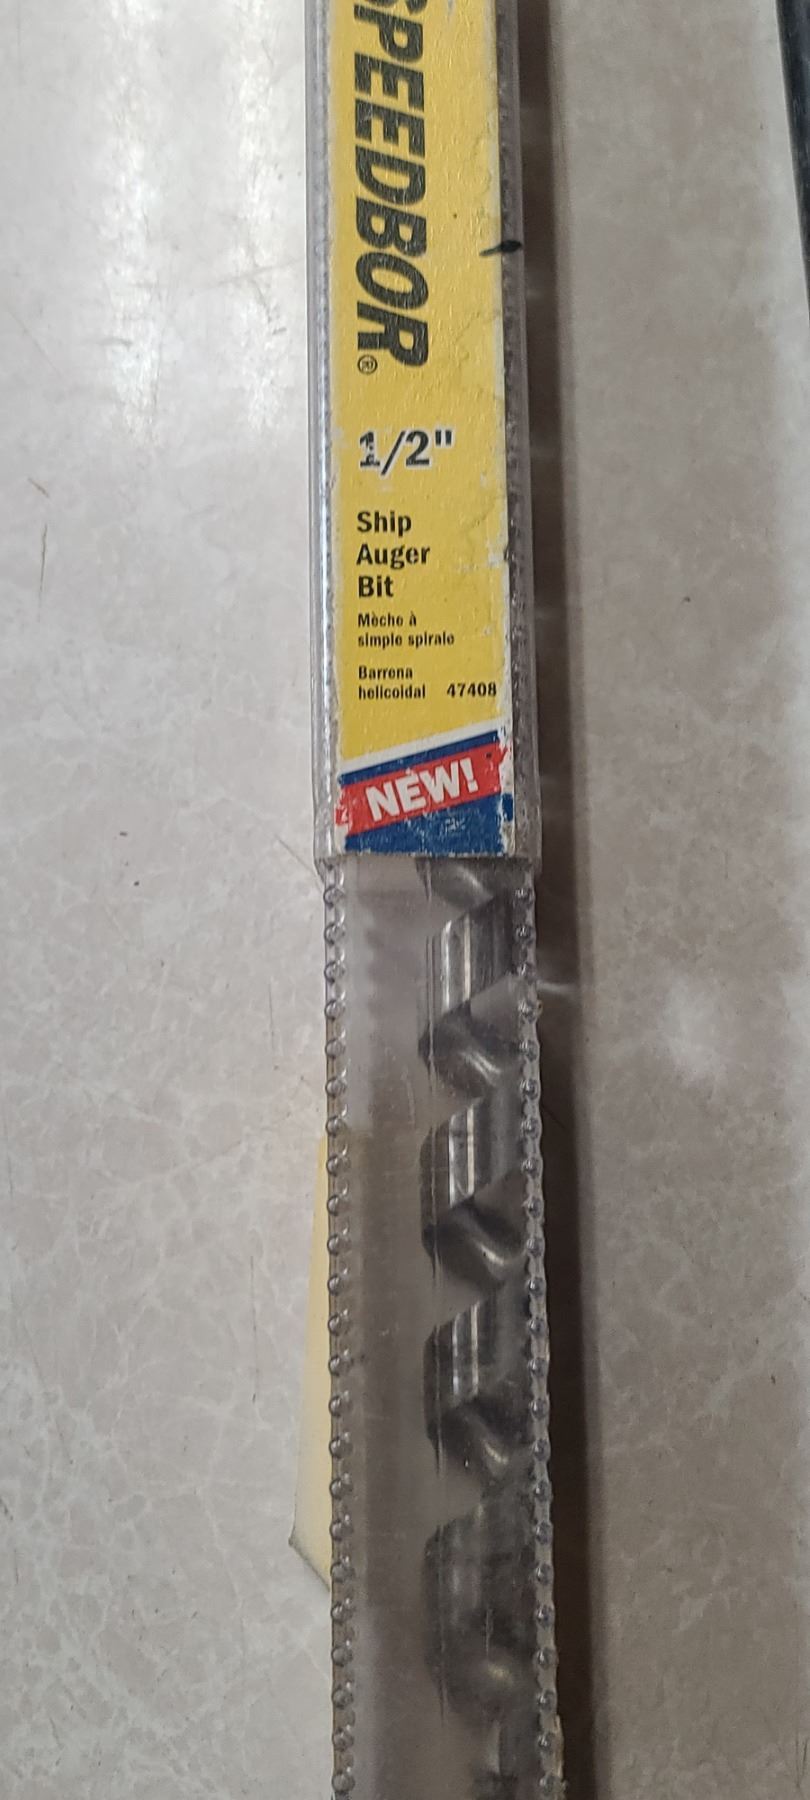 SPEEDBOR®
1/2"
Ship
Auger
Bit
Mèche à
simple spirale
Barrena
helicoidal 47408
NEW!